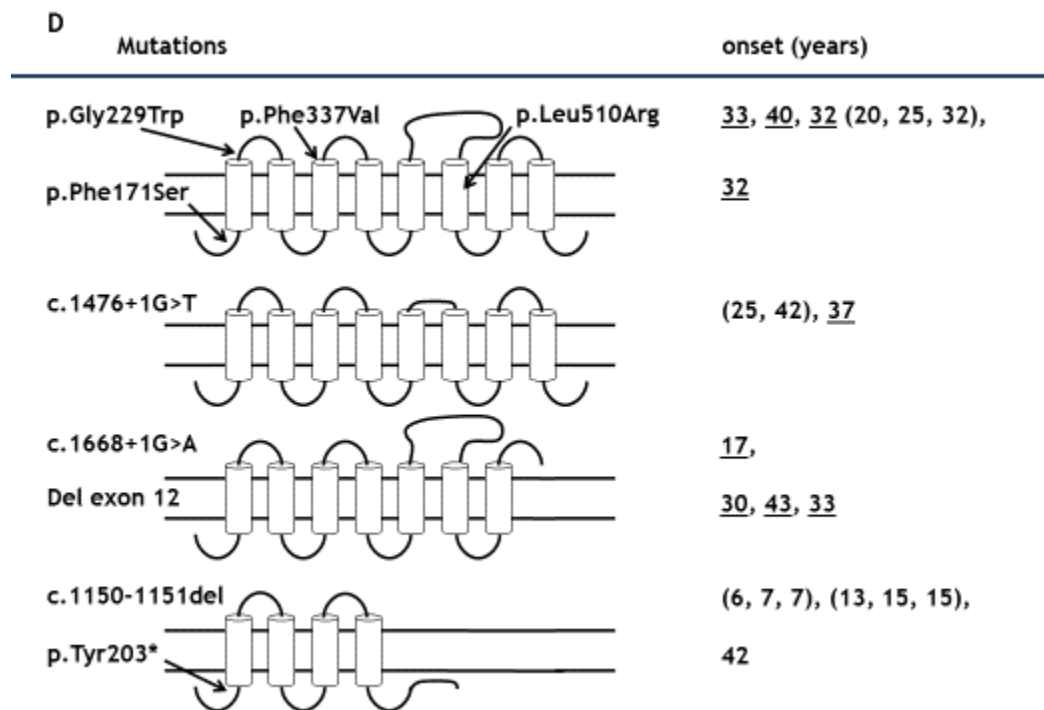 D
Mutations onset (years)
p.Gly229Trp p.Phe337Val p.Leu510Arg 33, 40, 32 (20, 25, 32),
p.Phe171Ser 32
c.1476+1G>T (25, 42), 37
c.1668+1G>A 17,
Del exon 12 30, 43, 33
c.1150-1151del (6, 7, 7), (13, 15, 15),
p.Tyr203* 42